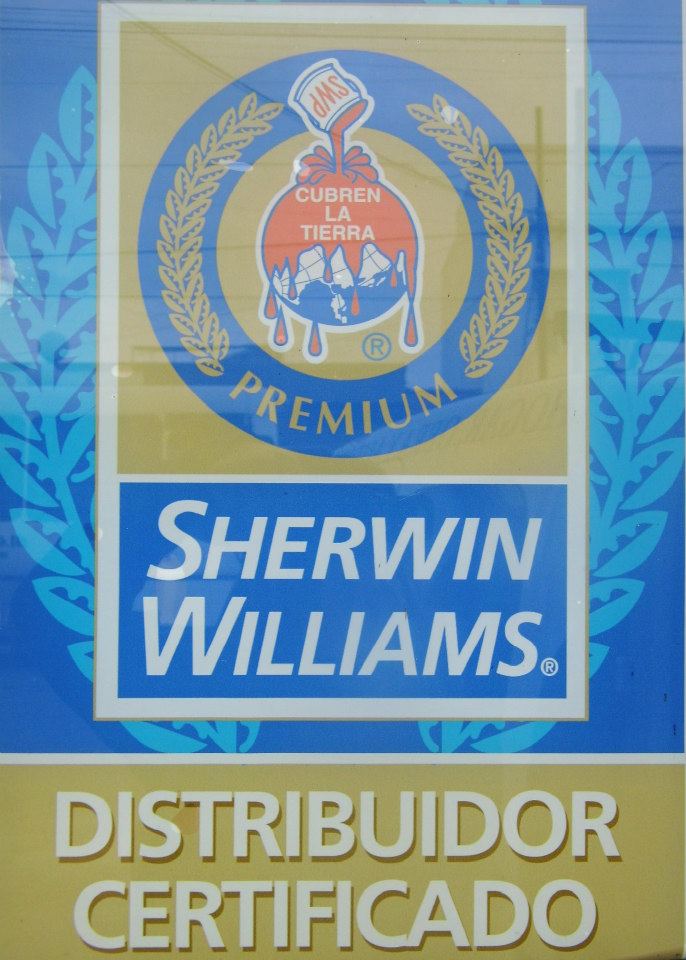 SWP
CUBREN
LA
TIERRA
®
PREMIUM
SHERWIN
WILLIAMS®
DISTRIBUIDOR
CERTIFICADO